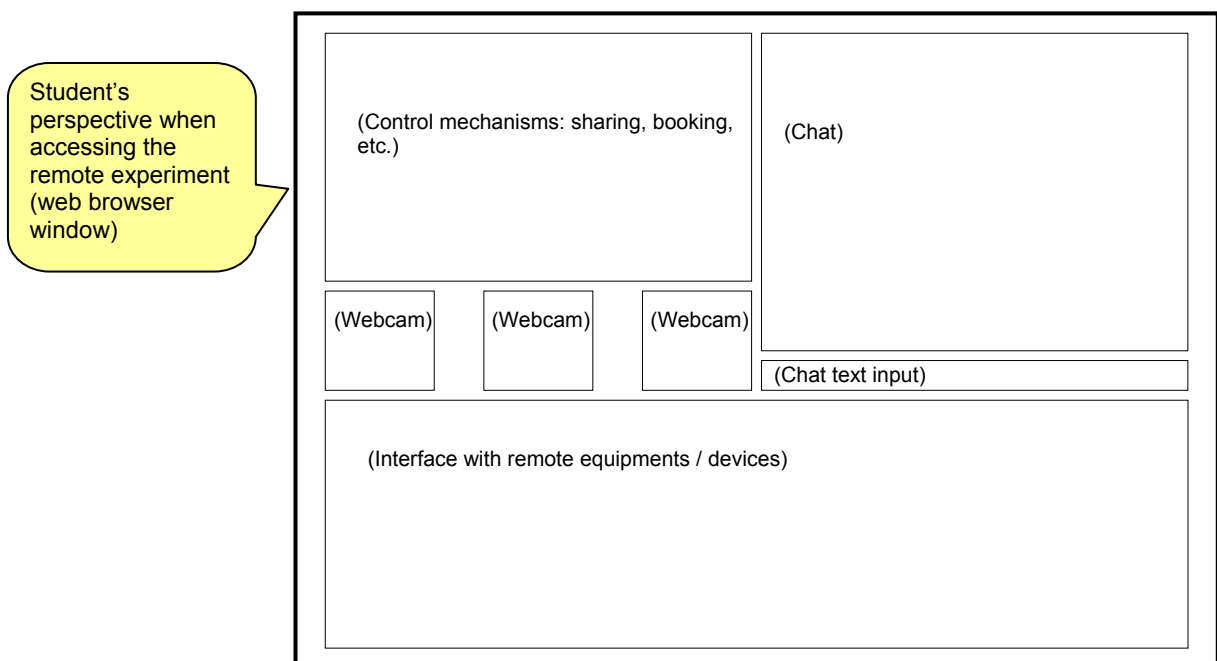 Student's
perspective when
accessing the
remote experiment
(web browser
window)
(Control mechanisms: sharing, booking,
etc.)
(Chat)
(Webcam)
(Webcam)
(Webcam)
(Chat text input)
(Interface with remote equipments / devices)